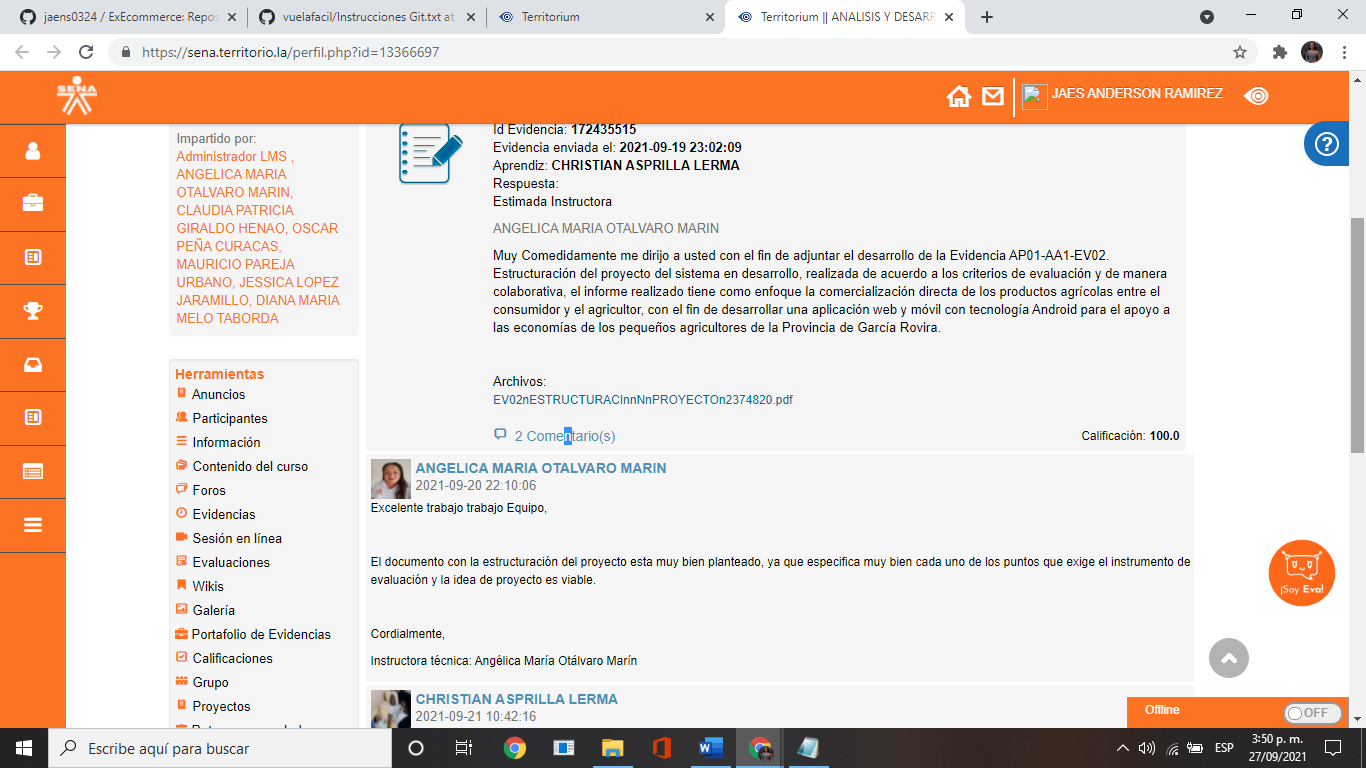 jaens0324 / ExEcommerce: Repos
vuelafacil/Instrucciones Git.txt at
Territorium
Territorium || ANALISIS Y DESARR
https://sena.territorio.la/perfil.php?id=13366697
SENA
JAES ANDERSON RAMIREZ
Impartido por:
Administrador LMS ,
ANGELICA MARIA
OTALVARO MARIN,
CLAUDIA PATRICIA
GIRALDO HENAO, OSCAR
PEÑA CURACAS,
MAURICIO PAREJA
URBANO, JESSICA LOPEZ
JARAMILLO, DIANA MARIA
MELO TABORDA
Herramientas
Anuncios
Participantes
Información
Contenido del curso
Foros
Evidencias
Sesión en línea
Evaluaciones
Wikis
Galería
Portafolio de Evidencias
Calificaciones
Grupo
Proyectos
Id Evidencia: 172435515
Evidencia enviada el: 2021-09-19 23:02:09
Aprendiz: CHRISTIAN ASPRILLA LERMA
Respuesta:
Estimada Instructora
ANGELICA MARIA OTALVARO MARIN
Muy Comedidamente me dirijo a usted con el fin de adjuntar el desarrollo de la Evidencia AP01-AA1-EV02.
Estructuración del proyecto del sistema en desarrollo, realizada de acuerdo a los criterios de evaluación y de manera
colaborativa, el informe realizado tiene como enfoque la comercialización directa de los productos agrícolas entre el
consumidor y el agricultor, con el fin de desarrollar una aplicación web y móvil con tecnología Android para el apoyo a
las economías de los pequeños agricultores de la Provincia de García Rovira.
Archivos:
EV02nESTRUCTURACInnNnPROYECTOn2374820.pdf
2 Comentario(s)
Calificación: 100.0
ANGELICA MARIA OTALVARO MARIN
2021-09-20 22:10:06
Excelente trabajo trabajo Equipo,
El documento con la estructuración del proyecto esta muy bien planteado, ya que especifica muy bien cada uno de los puntos que exige el instrumento de
evaluación y la idea de proyecto es viable.
Cordialmente,
Instructora técnica: Angélica María Otálvaro Marín
CHRISTIAN ASPRILLA LERMA
2021-09-21 10:42:16
¡Soy Eva!
Offline
OFF
Escribe aquí para buscar
ESP
3:50 p. m.
27/09/2021